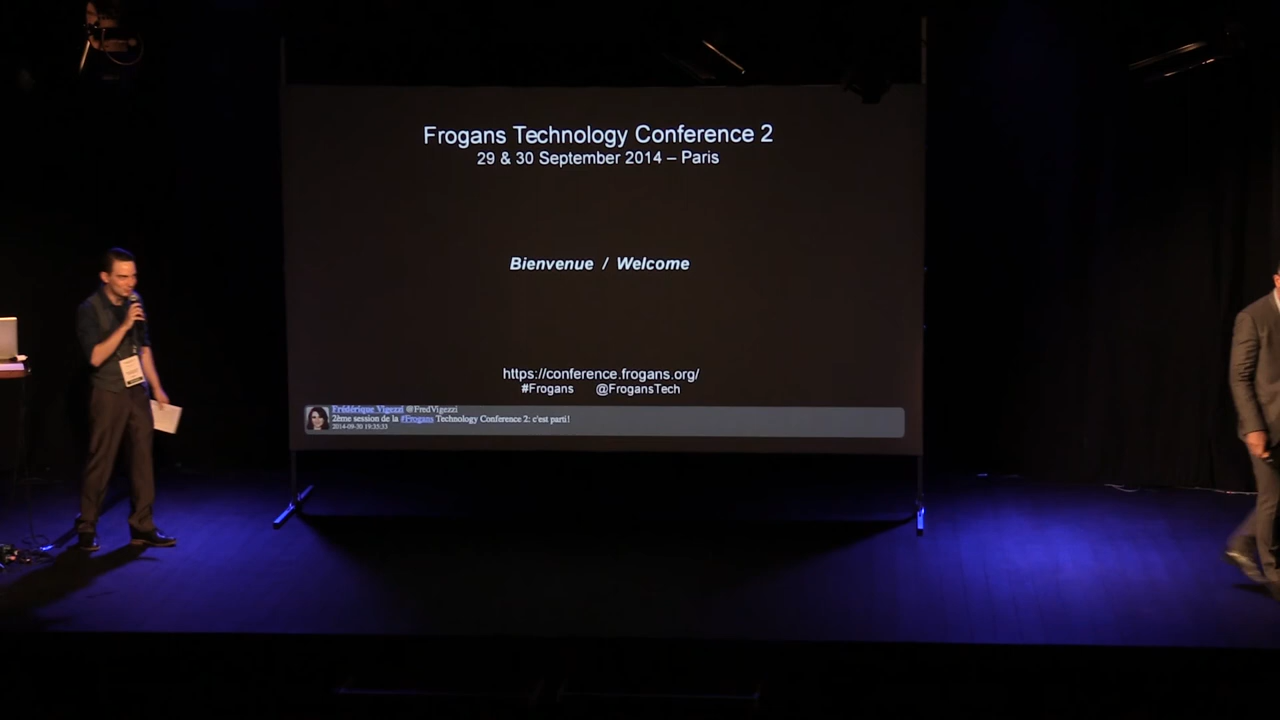 Frogans Technology Conference 2
29 & 30 September 2014 – Paris
Bienvenue / Welcome
https://conference.frogans.org/
#Frogans @FrogansTech
Frédérique Vigezzi @FredVigezzi
2ème session de la #Frogans Technology Conference 2: c'est parti!
2014-09-30 19:35:33